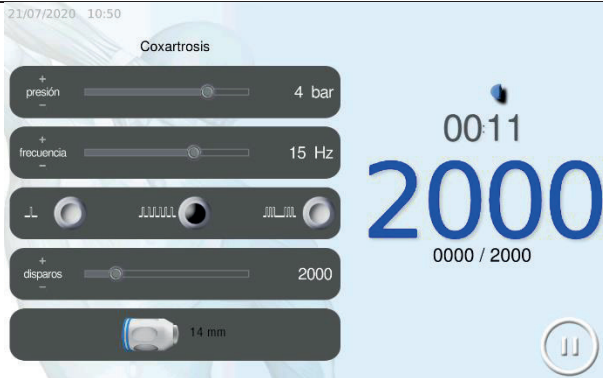 21/07/2020 10:50
Coxartrosis
+
presión
−
4 bar
+
frecuencia
−
15 Hz
+
disparos
−
2000
14 mm
00:11
2000
0000 / 2000